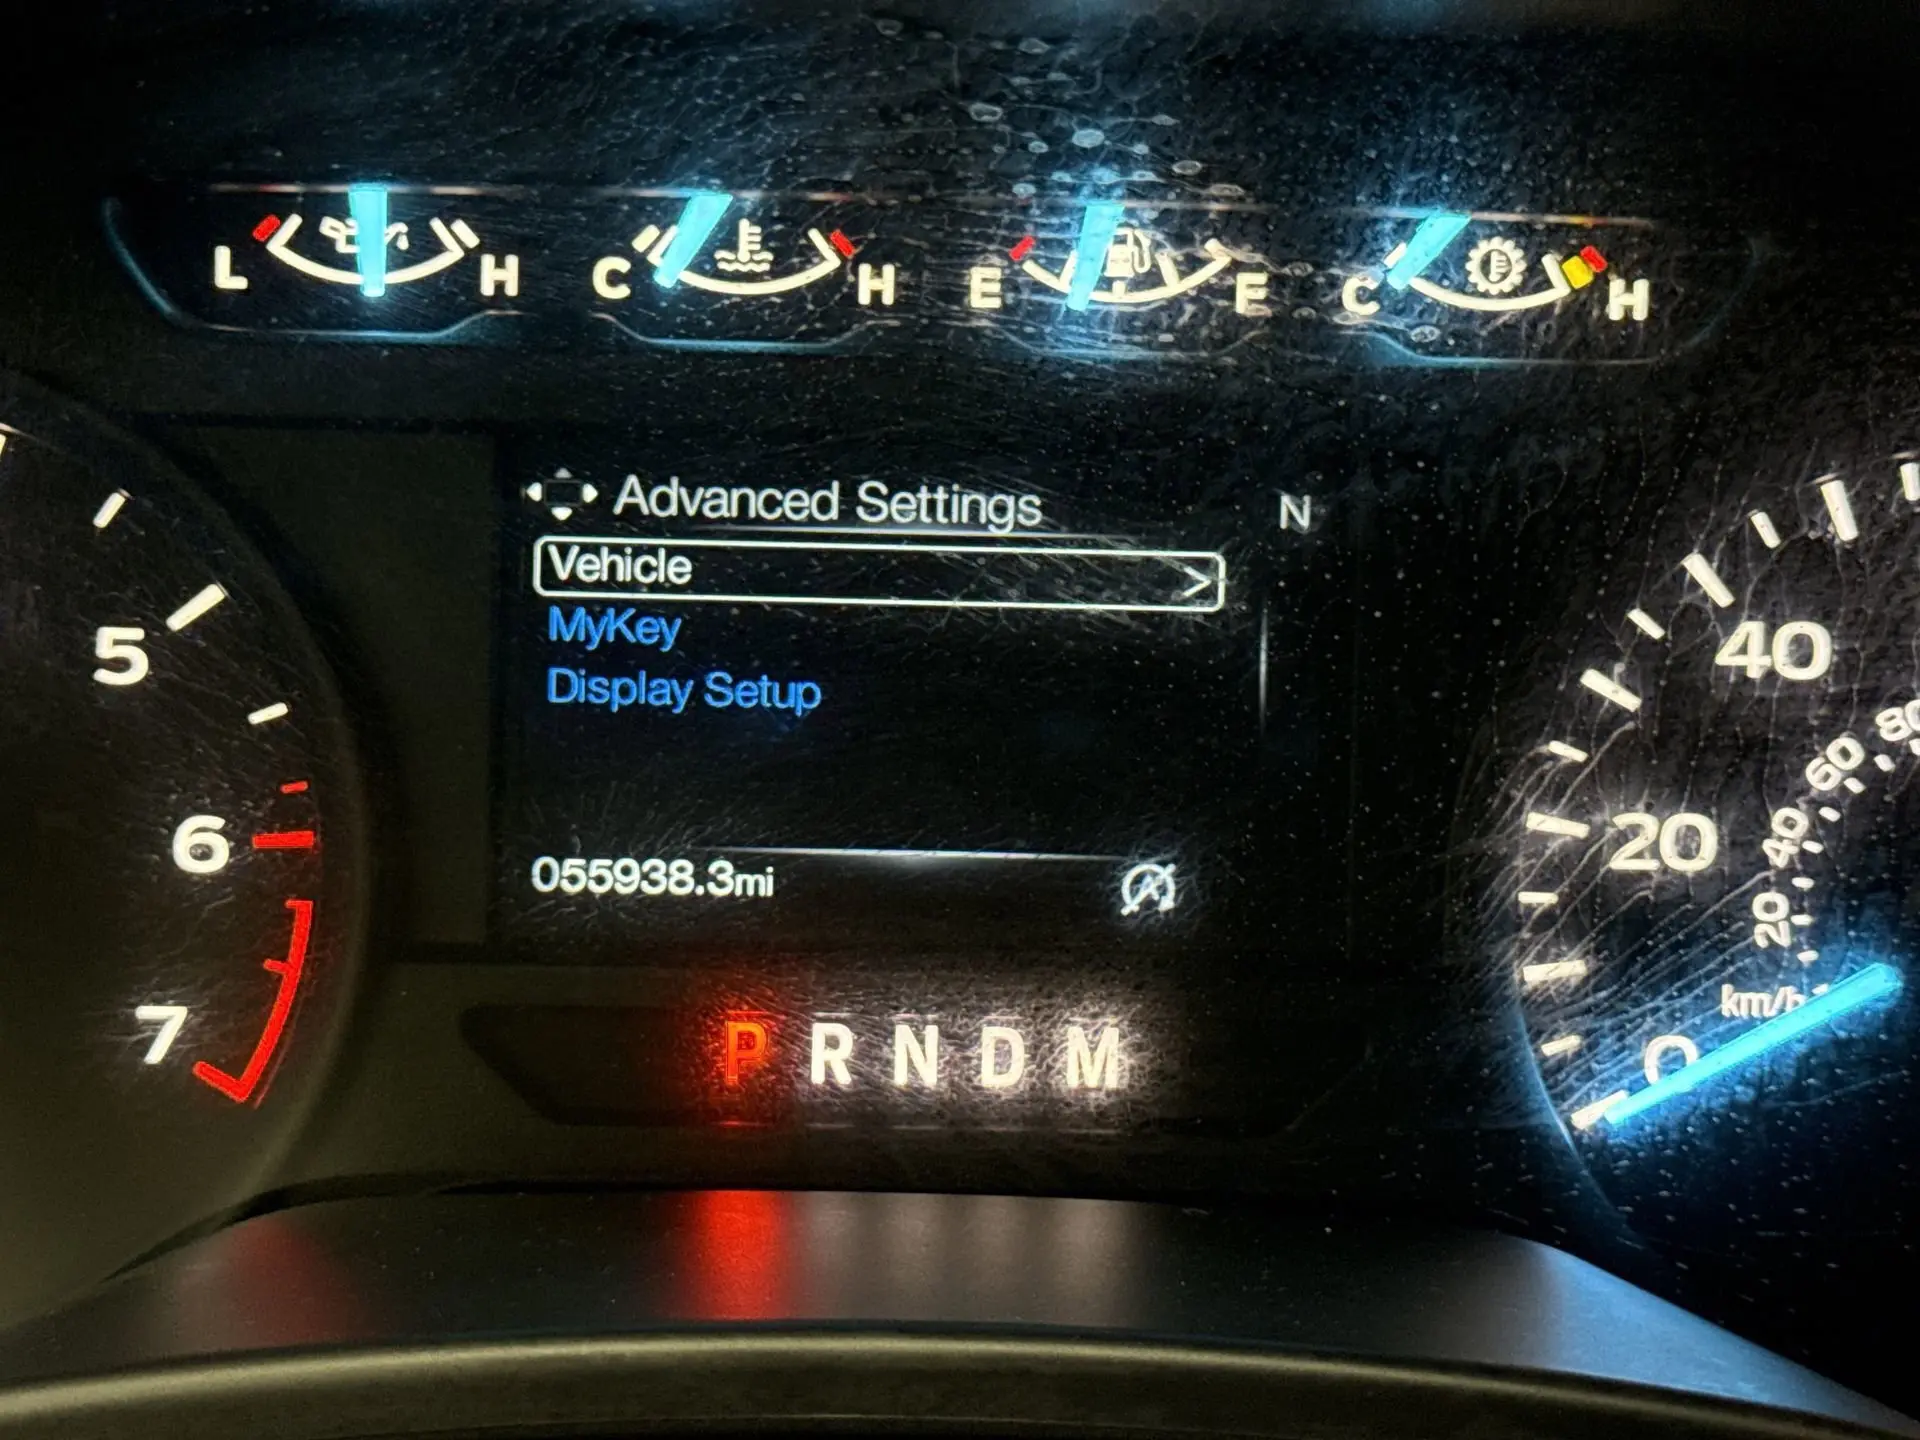 L H C H E F C H
Advanced Settings N
Vehicle >
MyKey
Display Setup
055938.3mi
P R N D M
5
6
7
40
20
0
80
60
40
20
km/h